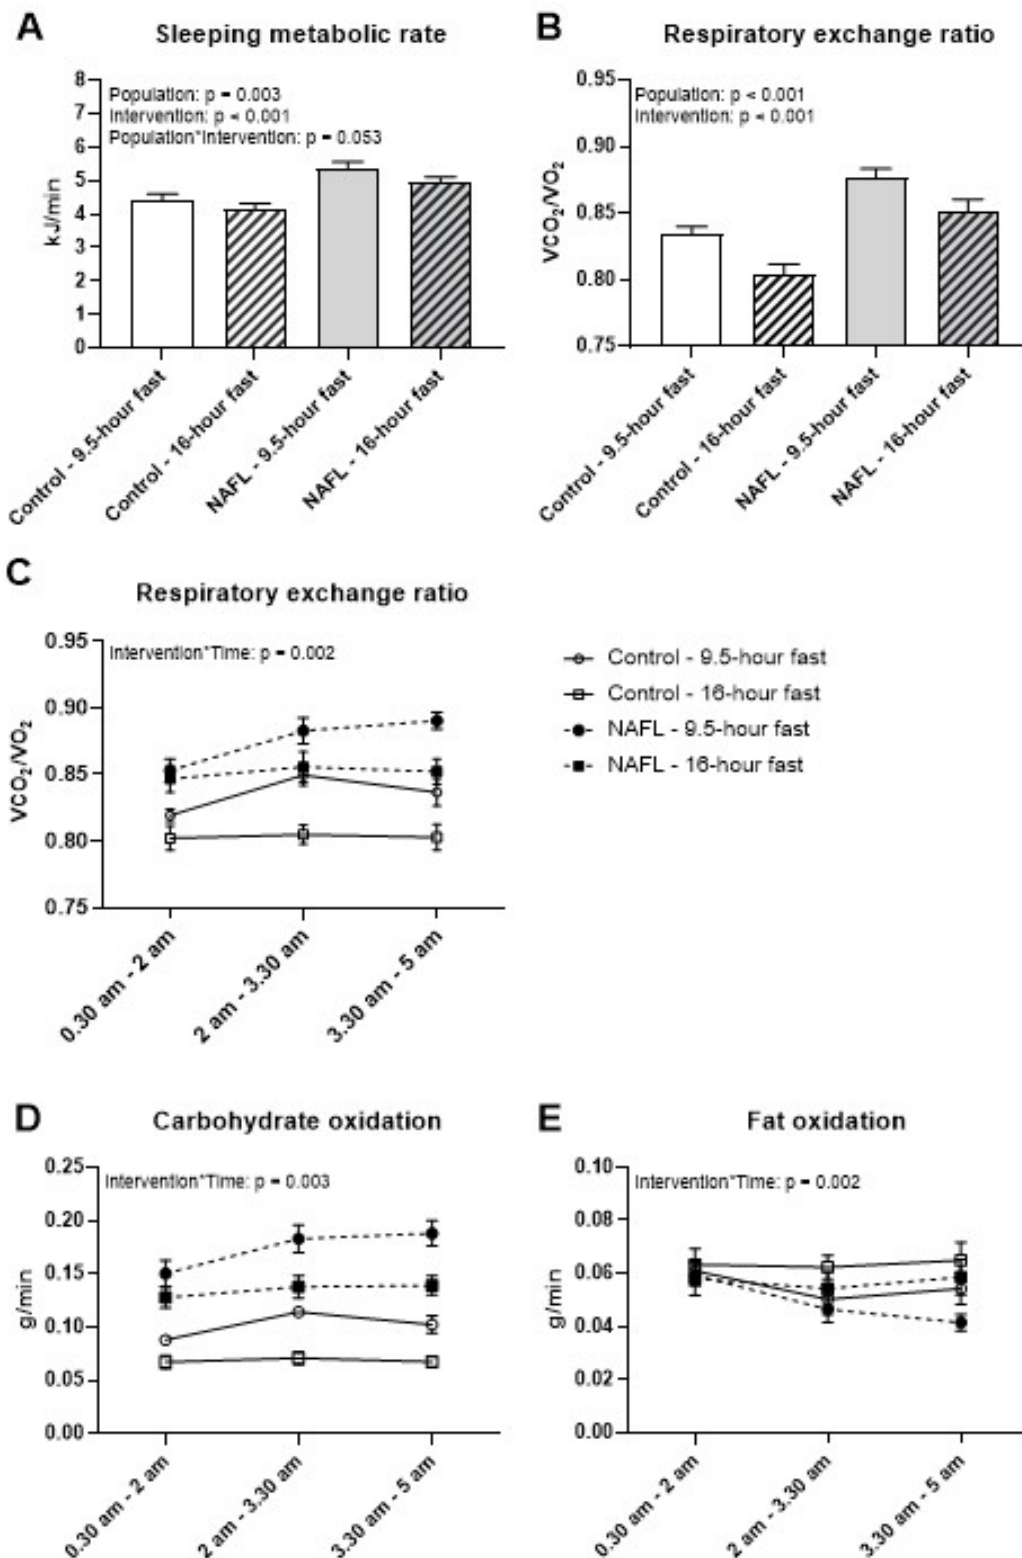 A
Sleeping metabolic rate
Population: p = 0.003
Intervention: p < 0.001
Population*Intervention: p = 0.053
kJ/min
8
7
6
5
4
3
2
1
0
Control - 9.5-hour fast
Control - 16-hour fast
NAFL - 9.5-hour fast
NAFL - 16-hour fast
B
Respiratory exchange ratio
Population: p < 0.001
Intervention: p < 0.001
VCO₂/VO₂
0.95
0.90
0.85
0.80
0.75
Control - 9.5-hour fast
Control - 16-hour fast
NAFL - 9.5-hour fast
NAFL - 16-hour fast
C
Respiratory exchange ratio
Intervention*Time: p = 0.002
VCO₂/VO₂
0.95
0.90
0.85
0.80
0.75
0.30 am - 2 am
2 am - 3.30 am
3.30 am - 5 am
Control - 9.5-hour fast
Control - 16-hour fast
NAFL - 9.5-hour fast
NAFL - 16-hour fast
D
Carbohydrate oxidation
Intervention*Time: p = 0.003
g/min
0.25
0.20
0.15
0.10
0.05
0.00
0.30 am - 2 am
2 am - 3.30 am
3.30 am - 5 am
E
Fat oxidation
Intervention*Time: p = 0.002
g/min
0.10
0.08
0.06
0.04
0.02
0.00
0.30 am - 2 am
2 am - 3.30 am
3.30 am - 5 am